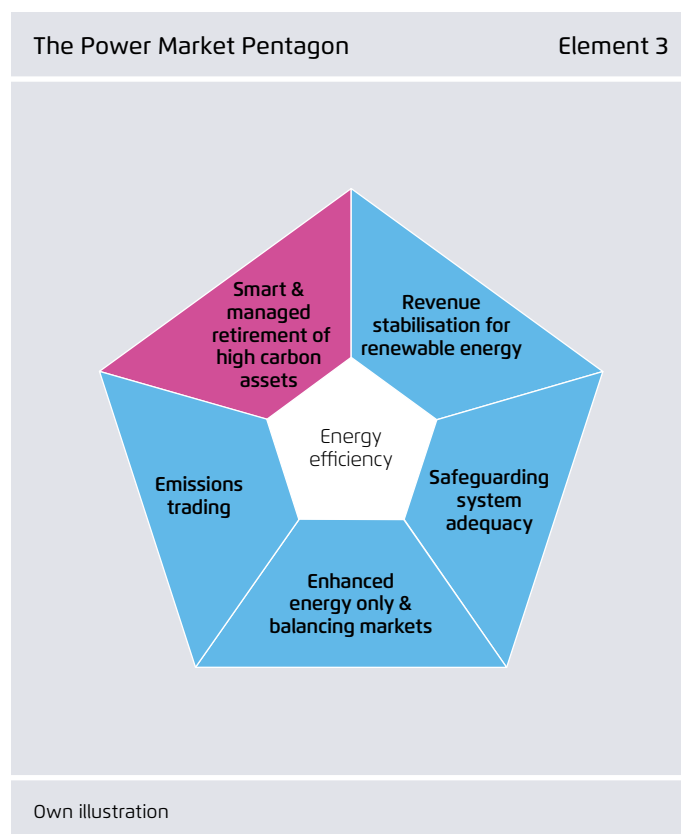 The Power Market Pentagon
Element 3
Smart &
managed
retirement of
high carbon
assets
Revenue
stabilisation for
renewable energy
Energy
efficiency
Emissions
trading
Safeguarding
system
adequacy
Enhanced
energy only &
balancing markets
Own illustration